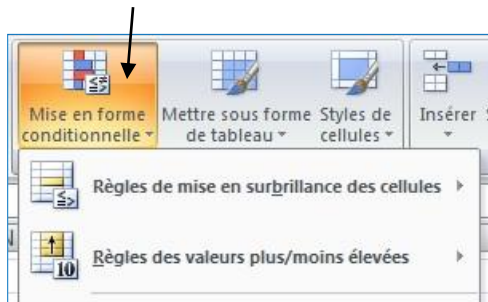 Mise en forme conditionnelle
Mettre sous forme de tableau
Styles de cellules
Insérer
Règles de mise en surbrillance des cellules
10
Règles des valeurs plus/moins élevées